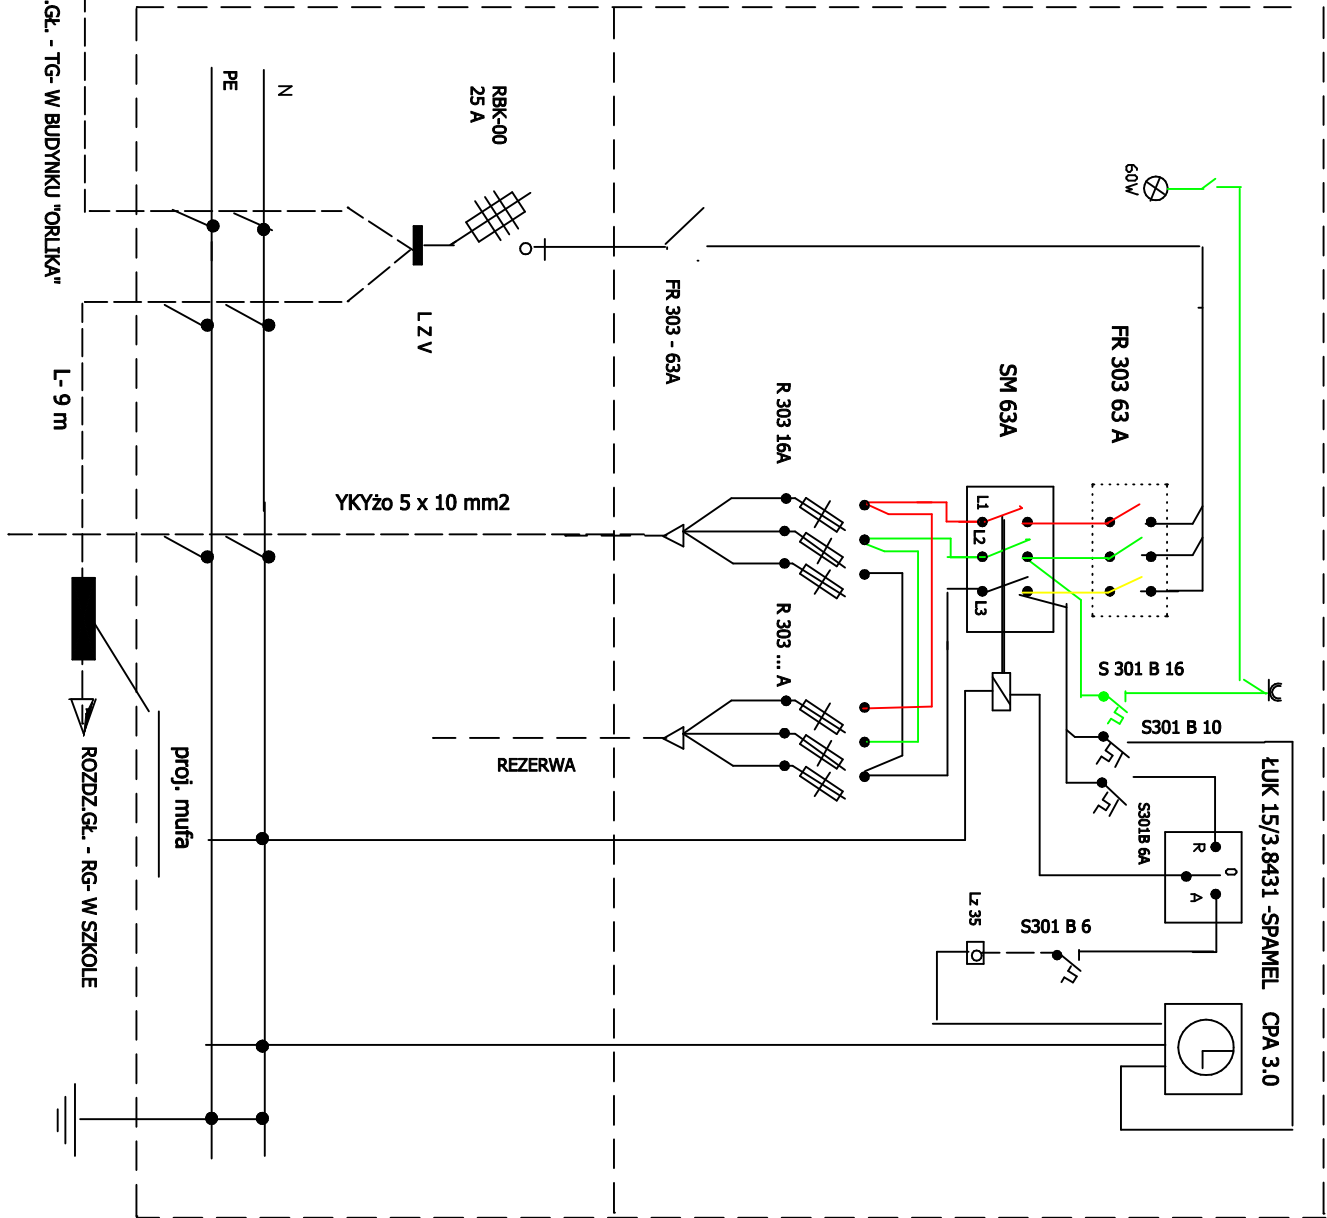 .GŁ. - TG- W BUDYNKU "ORLIKA"
PE
N
RBK-00
25 A
60W
L Z V
FR 303 - 63A
FR 303 63 A
SM 63A
L- 9 m
R 303 16A
YKYżo 5 x 10 mm2
L1
L2
L3
R 303 ... A
S 301 B 16
S301 B 10
REZERWA
proj. mufa
ROZDZ.GŁ. - RG- W SZKOLE
S301B 6A
ŁUK 15/3.8431 -SPAMEL
CPA 3.0
R
0
A
Lz 35
S301 B 6